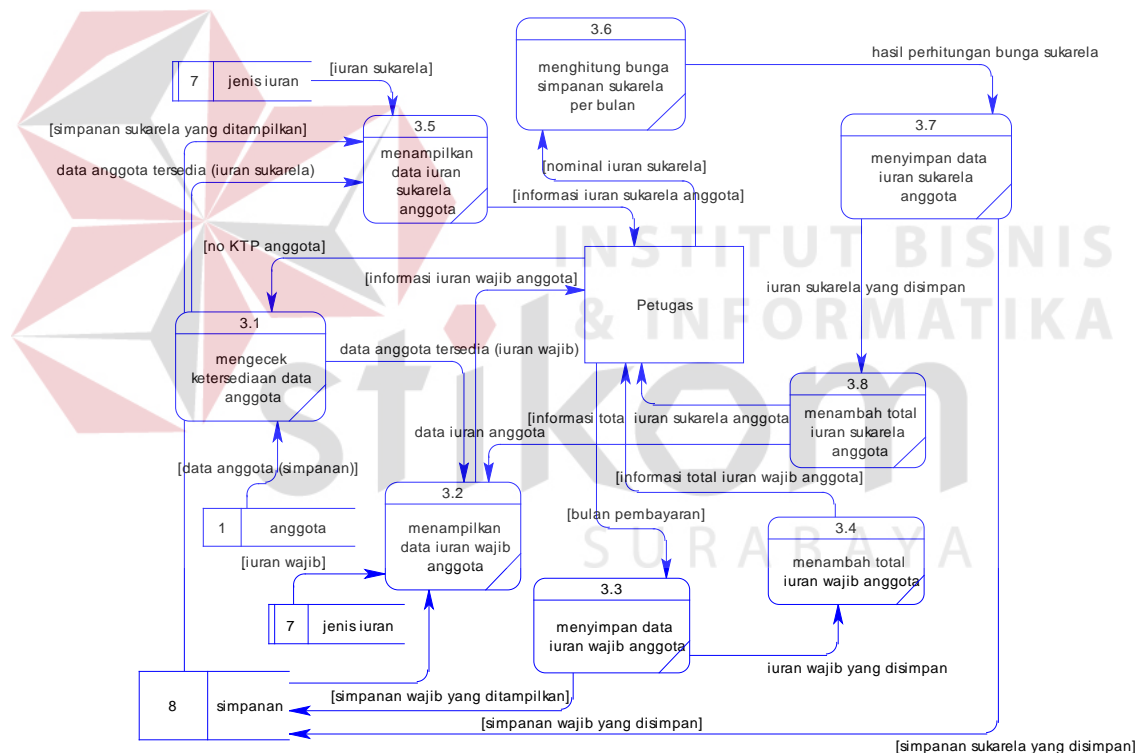 3.6
menghitung bunga
simpanan sukarela
per bulan
hasil perhitungan bunga sukarela
[iuran sukarela]
7
jenis iuran
3.5
menampilkan
data iuran
sukarela
anggota
3.7
menyimpan data
iuran sukarela
anggota
[simpanan sukarela yang ditampilkan]
data anggota tersedia (iuran sukarela)
[nominal iuran sukarela]
[informasi iuran sukarela anggota]
INSTITUT BISNIS
& INFORMATIKA
stikom
SURABAYA
[no KTP anggota]
[informasi iuran wajib anggota]
Petugas
iuran sukarela yang disimpan
3.1
mengecek
ketersediaan data
anggota
data anggota tersedia (iuran wajib)
3.8
menambah total
iuran sukarela
anggota
[informasi tota iuran sukarela anggota]
data iuran anggota
[data anggota (simpanan)]
[informasi total iuran wajib anggota]
3.2
menampilkan
data iuran wajib
anggota
1
anggota
[bulan pembayaran]
3.4
menambah total
iuran wajib anggota
[iuran wajib]
7
jenis iuran
3.3
menyimpan data
iuran wajib anggota
iuran wajib yang disimpan
8
simpanan
[simpanan wajib yang ditampilkan]
[simpanan wajib yang disimpan]
[simpanan sukarela yang disimpan]